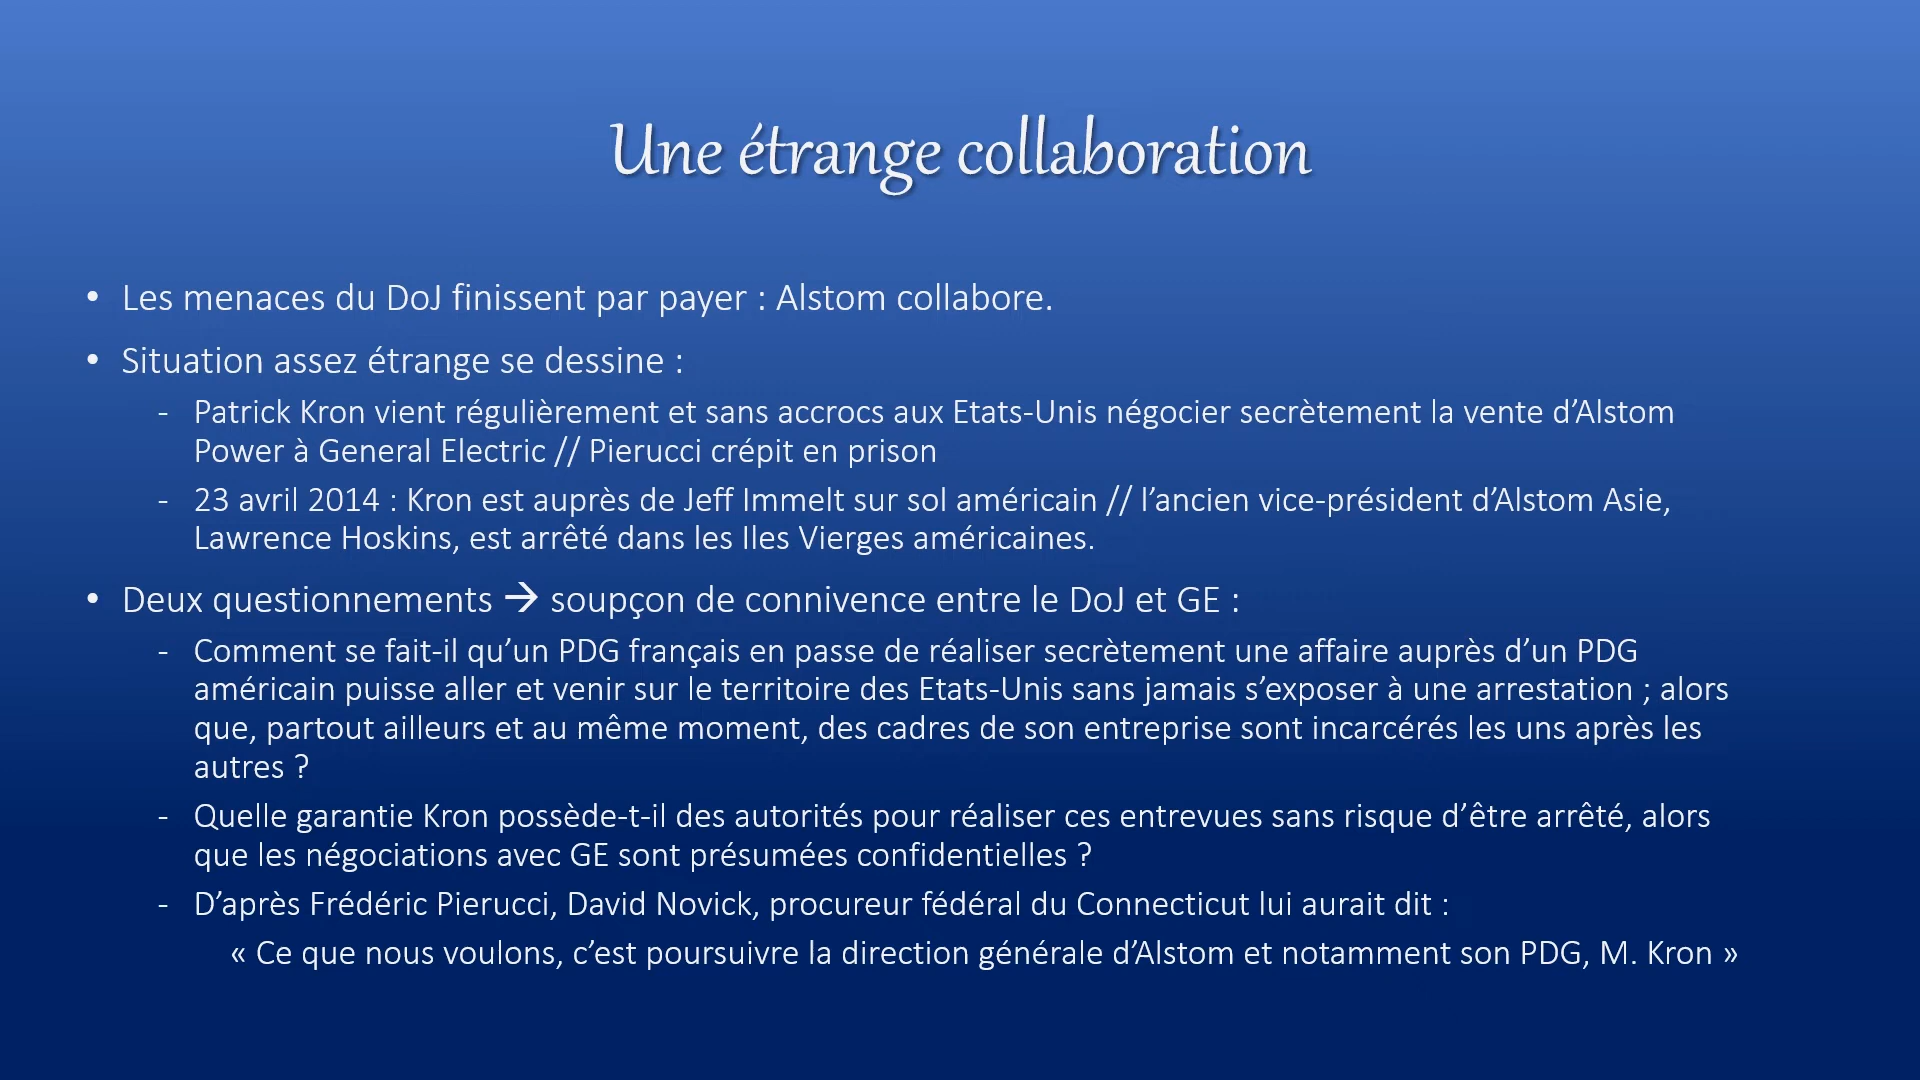 Une étrange collaboration
• Les menaces du DoJ finissent par payer : Alstom collabore.
• Situation assez étrange se dessine :
- Patrick Kron vient régulièrement et sans accrocs aux Etats-Unis négocier secrètement la vente d’Alstom
Power à General Electric // Pierucci crépit en prison
- 23 avril 2014 : Kron est auprès de Jeff Immelt sur sol américain // l’ancien vice-président d’Alstom Asie,
Lawrence Hoskins, est arrêté dans les Iles Vierges américaines.
• Deux questionnements → soupçon de connivence entre le DoJ et GE :
- Comment se fait-il qu’un PDG français en passe de réaliser secrètement une affaire auprès d’un PDG
américain puisse aller et venir sur le territoire des Etats-Unis sans jamais s’exposer à une arrestation ; alors
que, partout ailleurs et au même moment, des cadres de son entreprise sont incarcérés les uns après les
autres ?
- Quelle garantie Kron possède-t-il des autorités pour réaliser ces entrevues sans risque d’être arrêté, alors
que les négociations avec GE sont présumées confidentielles ?
- D’après Frédéric Pierucci, David Novick, procureur fédéral du Connecticut lui aurait dit :
« Ce que nous voulons, c’est poursuivre la direction générale d’Alstom et notamment son PDG, M. Kron »